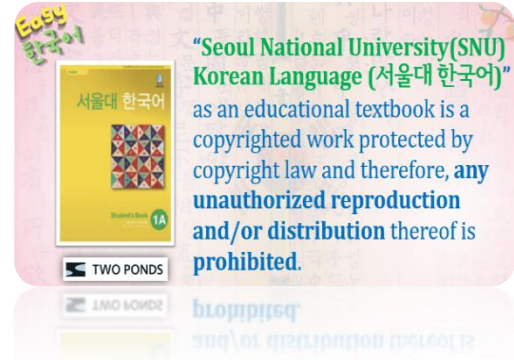 Easy
한국어
서울대 한국어
Student's Book 1A
TWO PONDS
“Seoul National University(SNU)
Korean Language (서울대 한국어)”
as an educational textbook is a
copyrighted work protected by
copyright law and therefore, any
unauthorized reproduction
and/or distribution thereof is
prohibited.